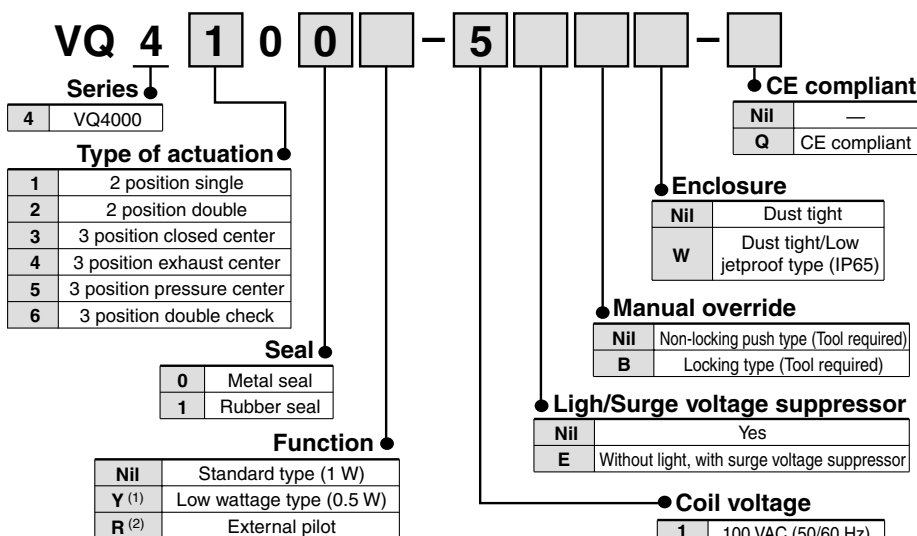 VQ 4 1 0 0 – 5 –
Series
4 VQ4000
Type of actuation
1 2 position single
2 2 position double
3 3 position closed center
4 3 position exhaust center
5 3 position pressure center
6 3 position double check
Seal
0 Metal seal
1 Rubber seal
Function
Nil Standard type (1 W)
Y (1) Low wattage type (0.5 W)
R (2) External pilot
CE compliant
Nil —
Q CE compliant
Enclosure
Nil Dust tight
W Dust tight/Low
jetproof type (IP65)
Manual override
Nil Non-locking push type (Tool required)
B Locking type (Tool required)
Ligh/Surge voltage suppressor
Nil Yes
E Without light, with surge voltage suppressor
Coil voltage
1 100 VAC (50/60 Hz)